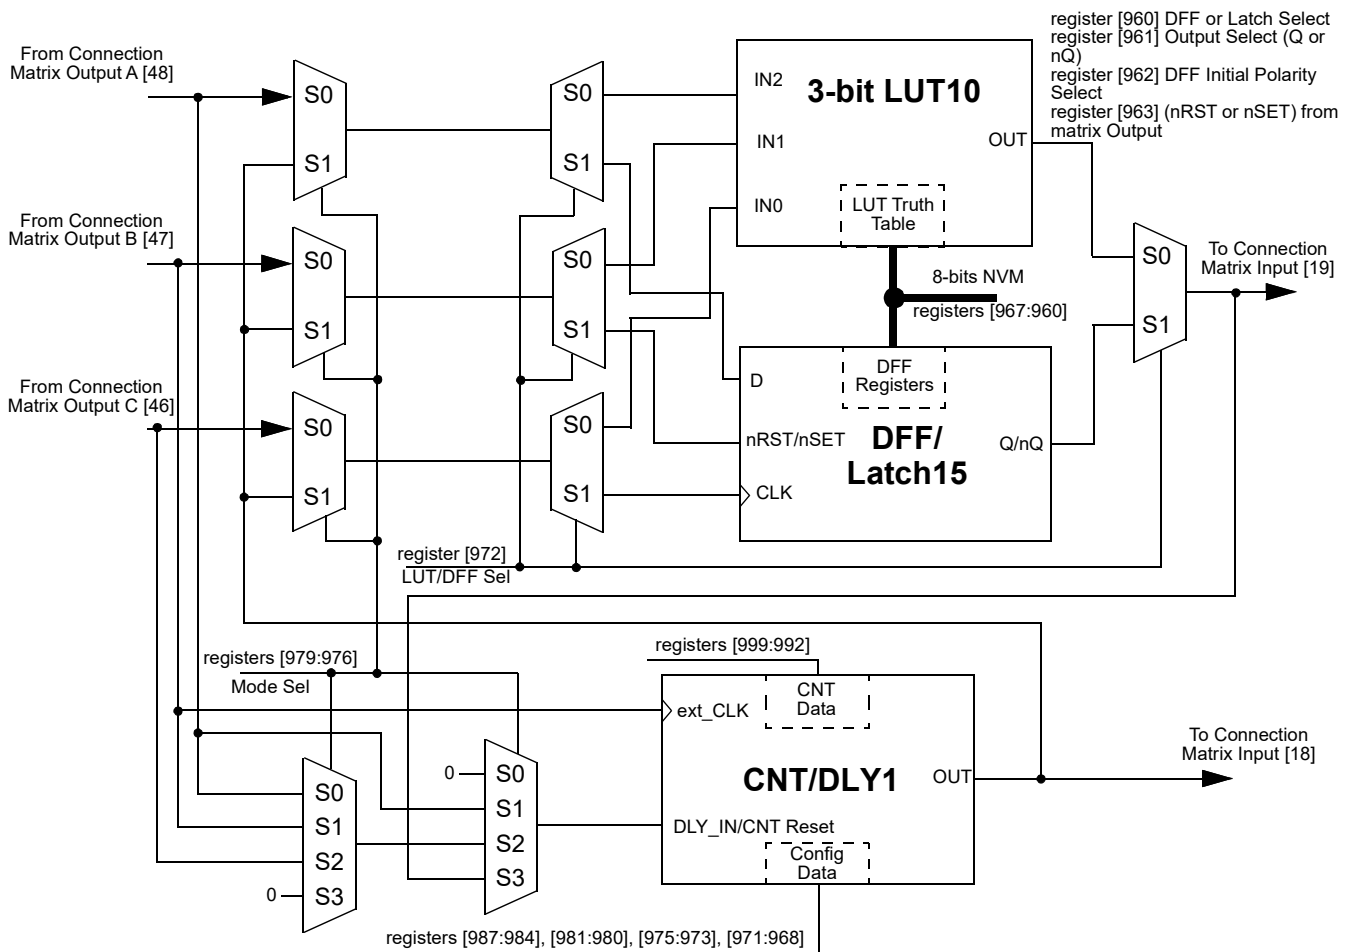 register [960] DFF or Latch Select
register [961] Output Select (Q or
nQ)
register [962] DFF Initial Polarity
Select
register [963] (nRST or nSET) from
matrix Output
From Connection
Matrix Output A [48]
S0
S1
S0
S1
IN2
IN1
IN0
3-bit LUT10
OUT
LUT Truth
Table
From Connection
Matrix Output B [47]
S0
S1
S0
S1
8-bits NVM
registers [967:960]
S0
S1
To Connection
Matrix Input [19]
From Connection
Matrix Output C [46]
S0
S1
S0
S1
D
nRST/nSET
CLK
DFF
Registers
DFF/
Latch15
Q/nQ
register [972]
LUT/DFF Sel
registers [979:976]
Mode Sel
registers [999:992]
CNT
Data
ext_CLK
CNT/DLY1
OUT
DLY_IN/CNT Reset
Config
Data
To Connection
Matrix Input [18]
S0
S1
S2
S3
0
0
S0
S1
S2
S3
registers [987:984], [981:980], [975:973], [971:968]